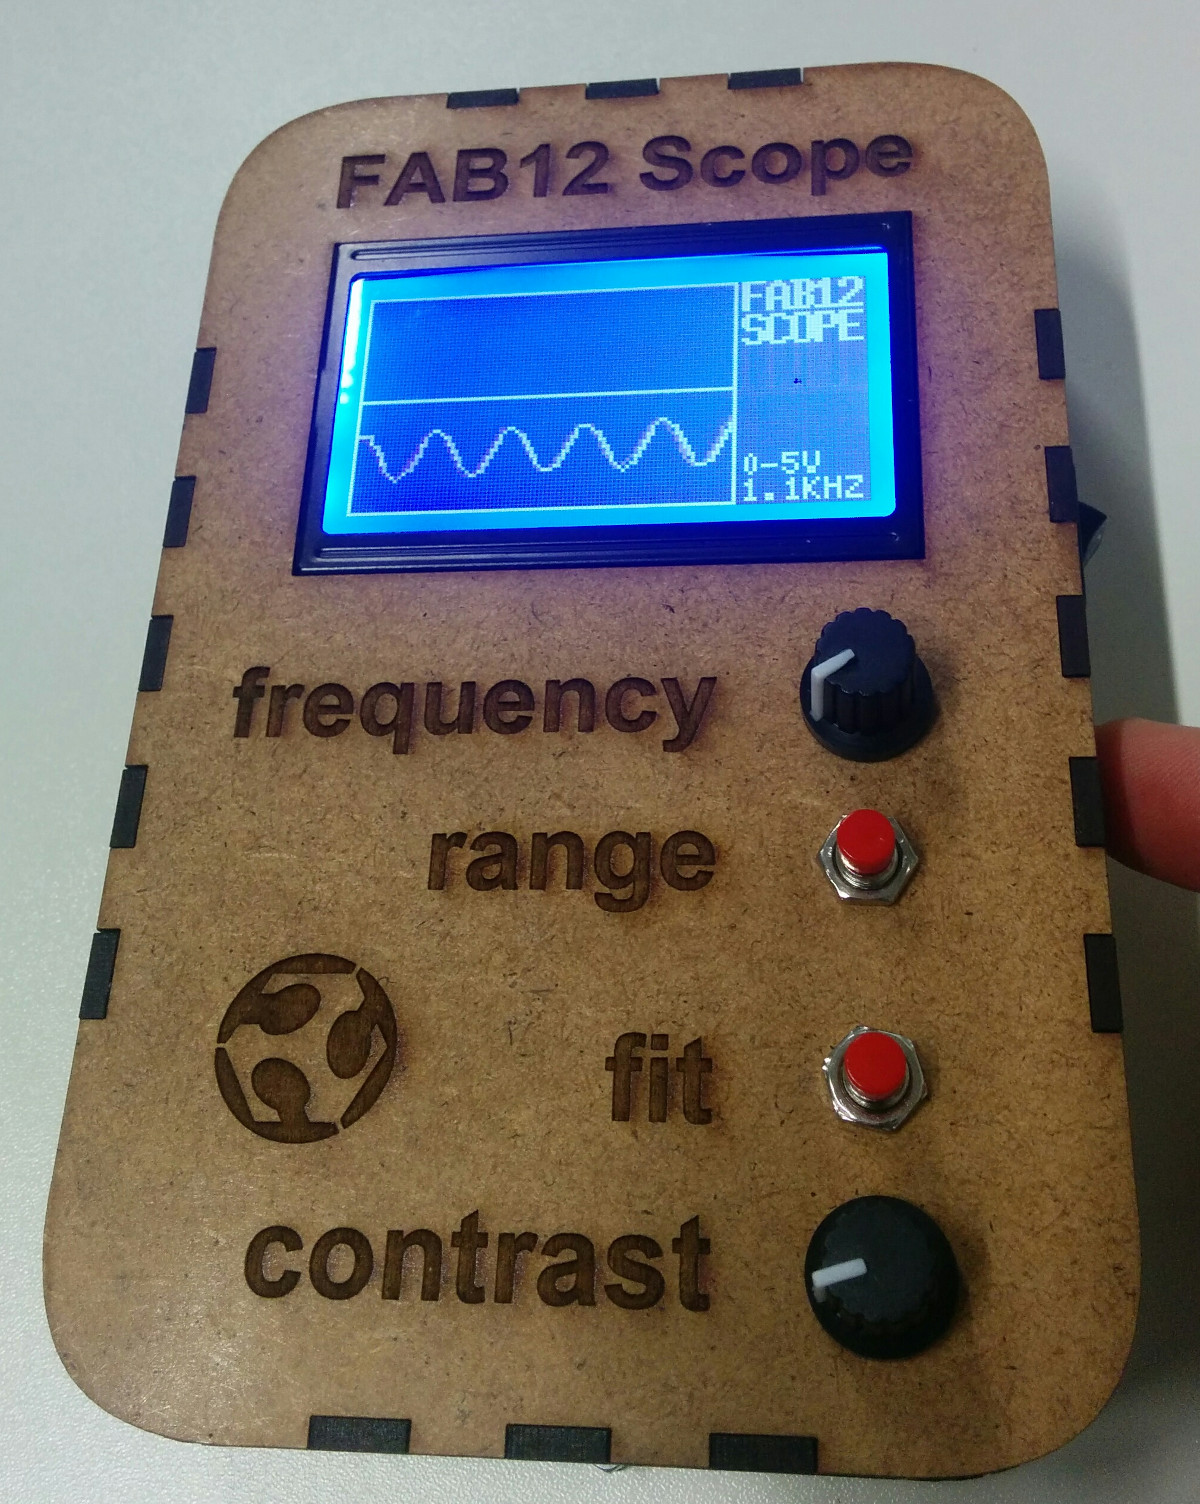 FAB12 Scope
FAB12
SCOPE
0-5V
1.1KHZ
frequency
range
fit
contrast